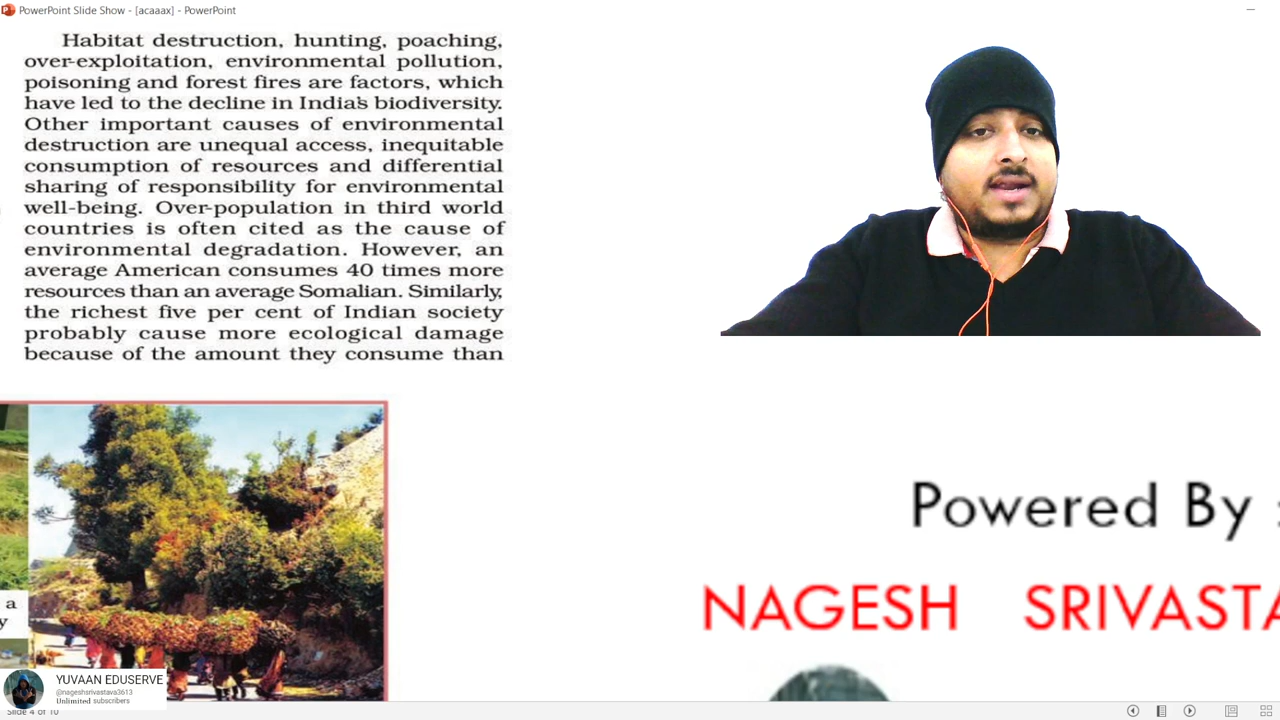 PowerPoint Slide Show - [acaaax] - PowerPoint
Habitat destruction, hunting, poaching,
over-exploitation, environmental pollution,
poisoning and forest fires are factors, which
have led to the decline in India's biodiversity.
Other important causes of environmental
destruction are unequal access, inequitable
consumption of resources and differential
sharing of responsibility for environmental
well-being. Over-population in third world
countries is often cited as the cause of
environmental degradation. However, an
average American consumes 40 times more
resources than an average Somalian. Similarly,
the richest five per cent of Indian society
probably cause more ecological damage
because of the amount they consume than
a
y
Powered By :
NAGESH SRIVASTA
YUVAAN EDUSERVE
@nageshsrivastava3613
Unlimited subscribers
Slide 4 of 10